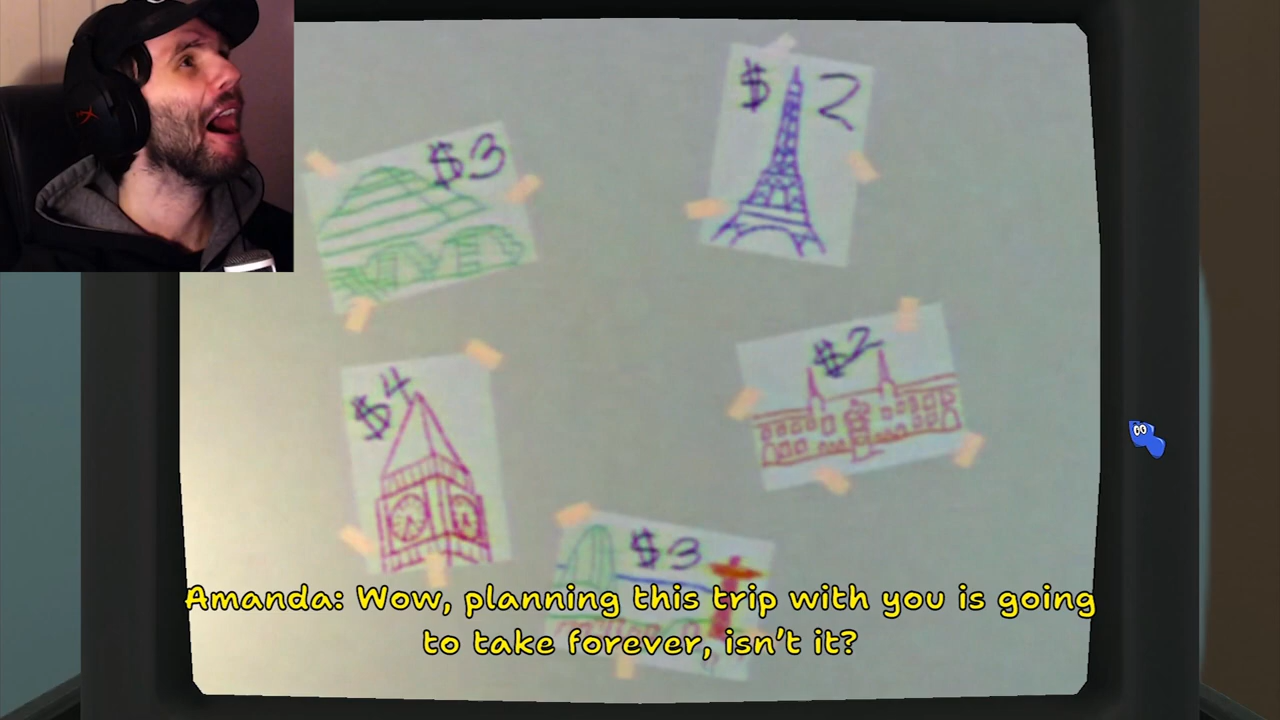 $ 2
$3
$2
$4
$3
Amanda: Wow, planning this trip with you is going
to take forever, isn't it?